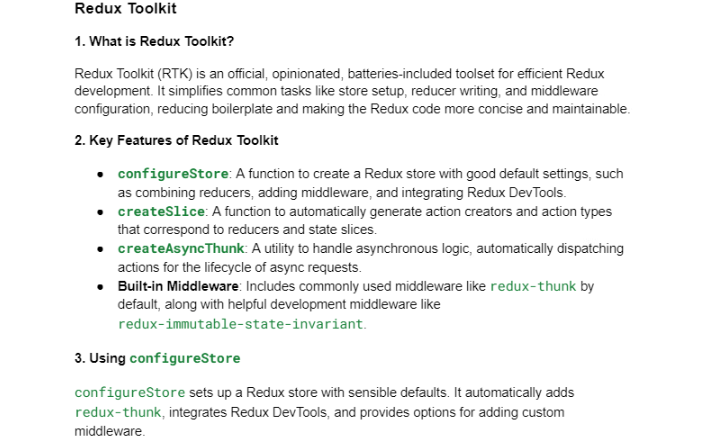 Redux Toolkit
1. What is Redux Toolkit?
Redux Toolkit (RTK) is an official, opinionated, batteries-included toolset for efficient Redux
development. It simplifies common tasks like store setup, reducer writing, and middleware
configuration, reducing boilerplate and making the Redux code more concise and maintainable.
2. Key Features of Redux Toolkit
● configureStore: A function to create a Redux store with good default settings, such
as combining reducers, adding middleware, and integrating Redux DevTools.
● createSlice: A function to automatically generate action creators and action types
that correspond to reducers and state slices.
● createAsyncThunk: A utility to handle asynchronous logic, automatically dispatching
actions for the lifecycle of async requests.
● Built-in Middleware: Includes commonly used middleware like redux-thunk by
default, along with helpful development middleware like
redux-immutable-state-invariant.
3. Using configureStore
configureStore sets up a Redux store with sensible defaults. It automatically adds
redux-thunk, integrates Redux DevTools, and provides options for adding custom
middleware.